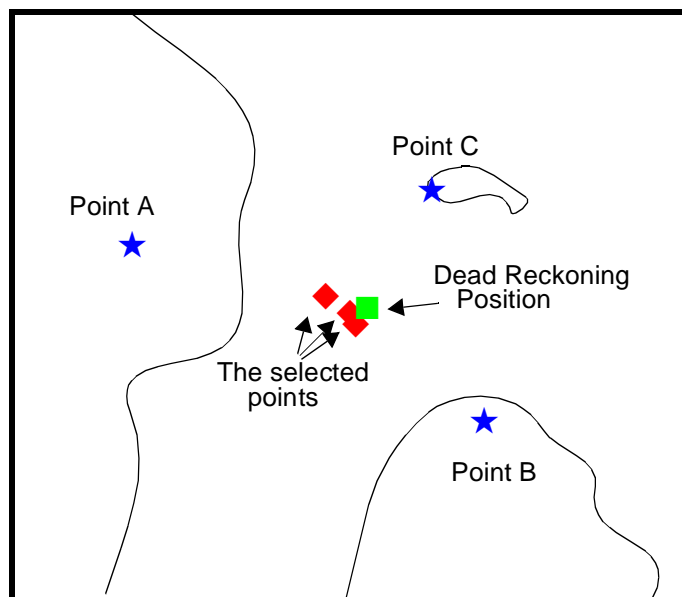 Point C
Point A
Dead Reckoning
Position
The selected
points
Point B